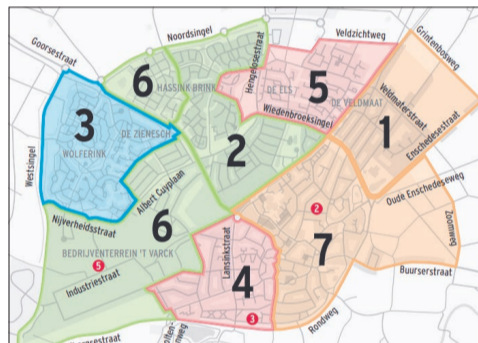 Noordsingel
Veldzichtweg
Goorsestraat
Grintenbosweg
6
HASSINK BRINK
Hengelosestraat
DE ELS
5
DE VELDMAAT
Veldmaterstraat
1
Enschedesestraat
3
DE ZIENESCH
WOLFERINK
Wiedenbroeksingel
2
Westsingel
Albert Cuyplaan
Oude Enschedeseweg
2
Nijverheidsstraat
6
Zoomweg
BEDRIJVENTERREIN 'T VARCK
5
Industriestraat
Lansinkstraat
4
7
Buurserstraat
3
Rondweg